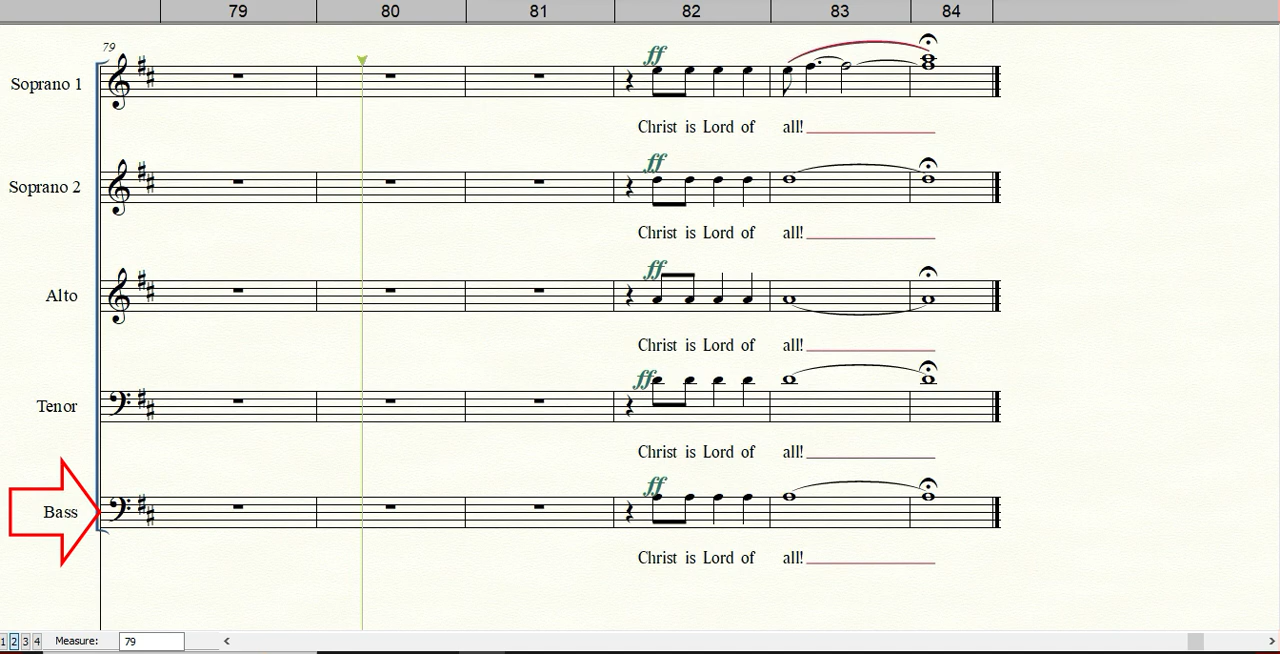 79 80 81 82 83 84
79
ff
Soprano 1
Christ is Lord of all!
ff
Soprano 2
Christ is Lord of all!
ff
Alto
Christ is Lord of all!
ff
Tenor
Christ is Lord of all!
ff
Bass
Christ is Lord of all!
1 2 3 4 Measure: 79